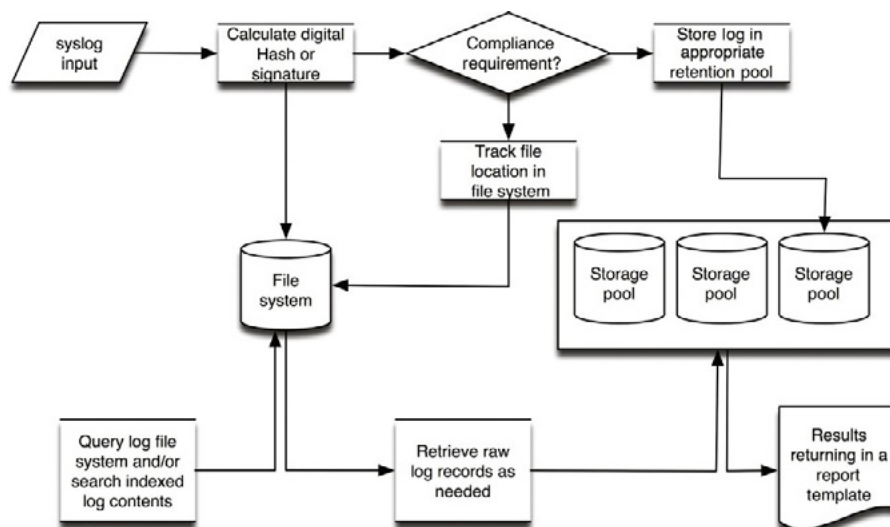 syslog
input
Calculate digital
Hash or
signature
Compliance
requirement?
Store log in
appropriate
retention pool
Track file
location in
file system
File
system
Storage
pool
Storage
pool
Storage
pool
Query log file
system and/or
search indexed
log contents
Retrieve raw
log records as
needed
Results
returning in a
report
template